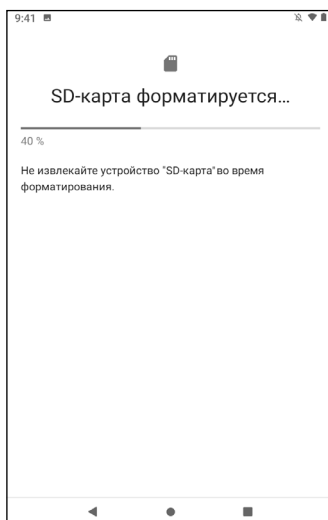 9:41
SD-карта форматируется...
40 %
Не извлекайте устройство "SD-карта" во время
форматирования.